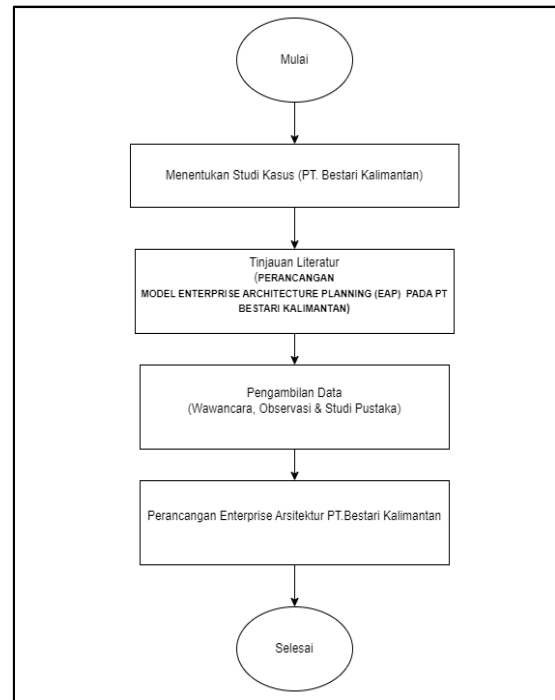 Mulai
Menentukan Studi Kasus (PT. Bestari Kalimantan)
Tinjauan Literatur
(PERANCANGAN
MODEL ENTERPRISE ARCHITECTURE PLANNING (EAP) PADA PT
BESTARI KALIMANTAN)
Pengambilan Data
(Wawancara, Observasi & Studi Pustaka)
Perancangan Enterprise Arsitektur PT.Bestari Kalimantan
Selesai